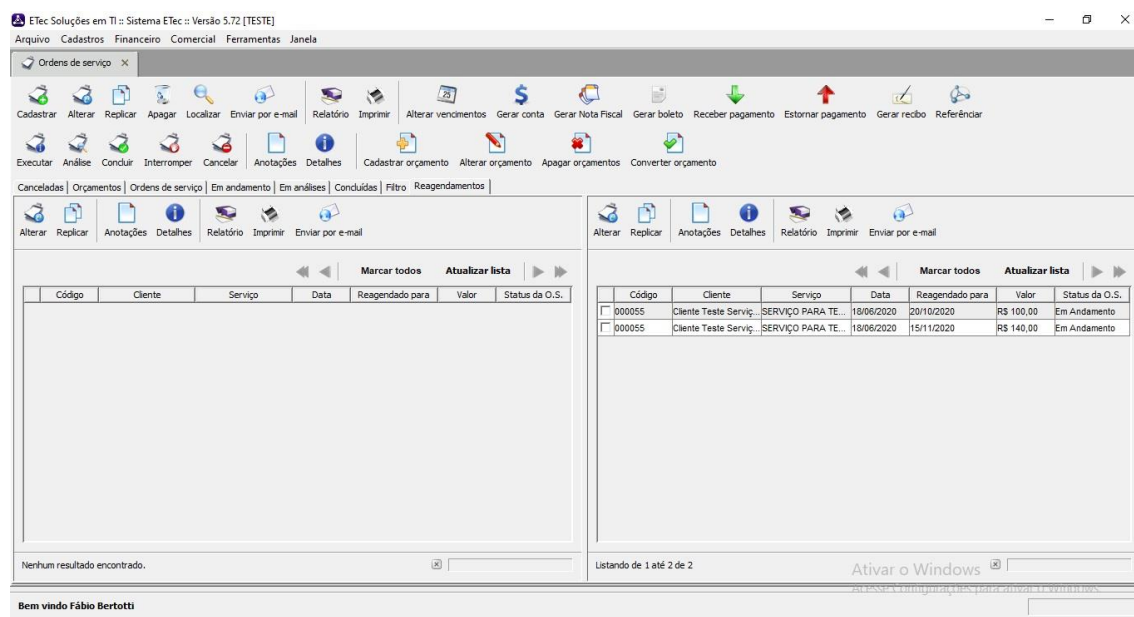 ETec Soluções em TI :: Sistema ETec :: Versão 5.72 [TESTE]
Arquivo Cadastros Financeiro Comercial Ferramentas Janela
Ordens de serviço
Cadastrar Alterar Replicar Apagar Localizar Enviar por e-mail Relatório Imprimir Alterar vencimentos Gerar conta Gerar Nota Fiscal Gerar boleto Receber pagamento Estornar pagamento Gerar recibo Referênciar
Executar Análise Concluir Interromper Cancelar Anotações Detalhes Cadastrar orçamento Alterar orçamento Apagar orçamentos Converter orçamento
Canceladas | Orçamentos | Ordens de serviço | Em andamento | Em análises | Concluídas | Filtro Reagendamentos
Alterar Replicar Anotações Detalhes Relatório Imprimir Enviar por e-mail
Marcar todos Atualizar lista
Código Cliente Serviço Data Reagendado para Valor Status da O.S.
Nenhum resultado encontrado.
Alterar Replicar Anotações Detalhes Relatório Imprimir Enviar por e-mail
Marcar todos Atualizar lista
Código Cliente Serviço Data Reagendado para Valor Status da O.S.
000055 Cliente Teste Serviç... SERVIÇO PARA TE... 18/06/2020 20/10/2020 R$ 100,00 Em Andamento
000055 Cliente Teste Serviç... SERVIÇO PARA TE... 18/06/2020 15/11/2020 R$ 140,00 Em Andamento
Listando de 1 até 2 de 2
Ativar o Windows
Acesse Configurações para ativar o Windows.
Bem vindo Fábio Bertotti